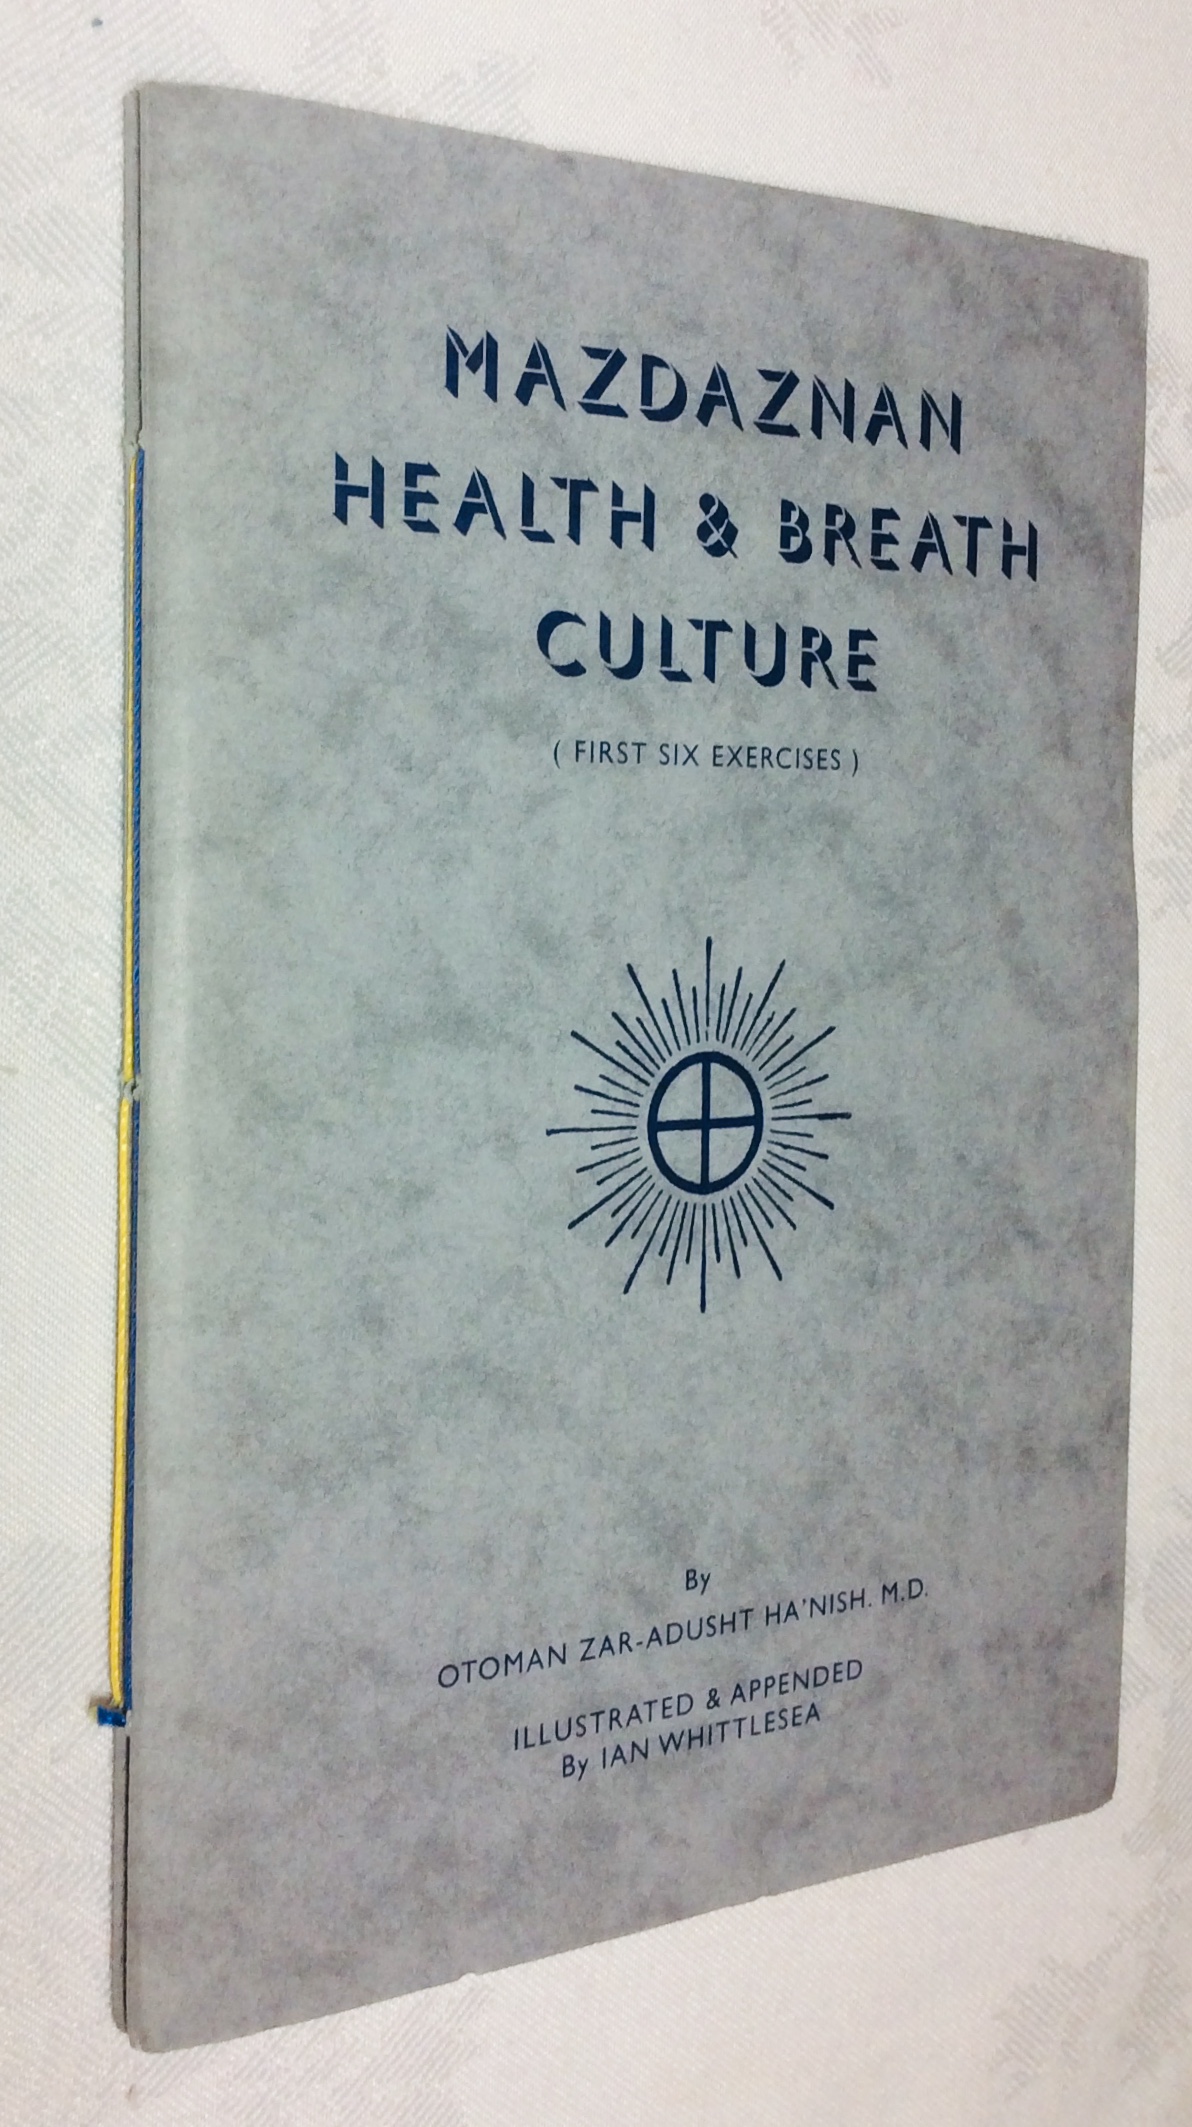 MAZDAZNAN
HEALTH & BREATH
CULTURE
( FIRST SIX EXERCISES )
By
OTOMAN ZAR-ADUSHT HA'NISH. M.D.
ILLUSTRATED & APPENDED
By IAN WHITTLESEA